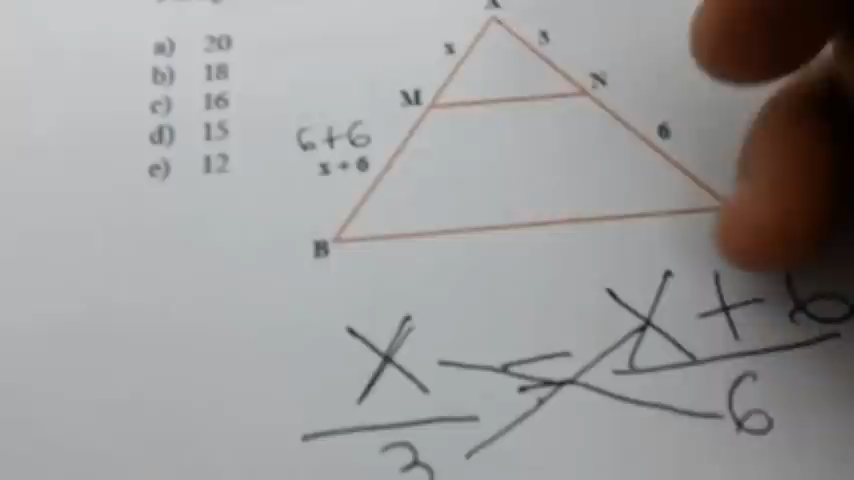 a) 20
b) 18
c) 16
d) 15
e) 12
x 3
M N
6+6 6
x + 6
B
x x+6
3 6